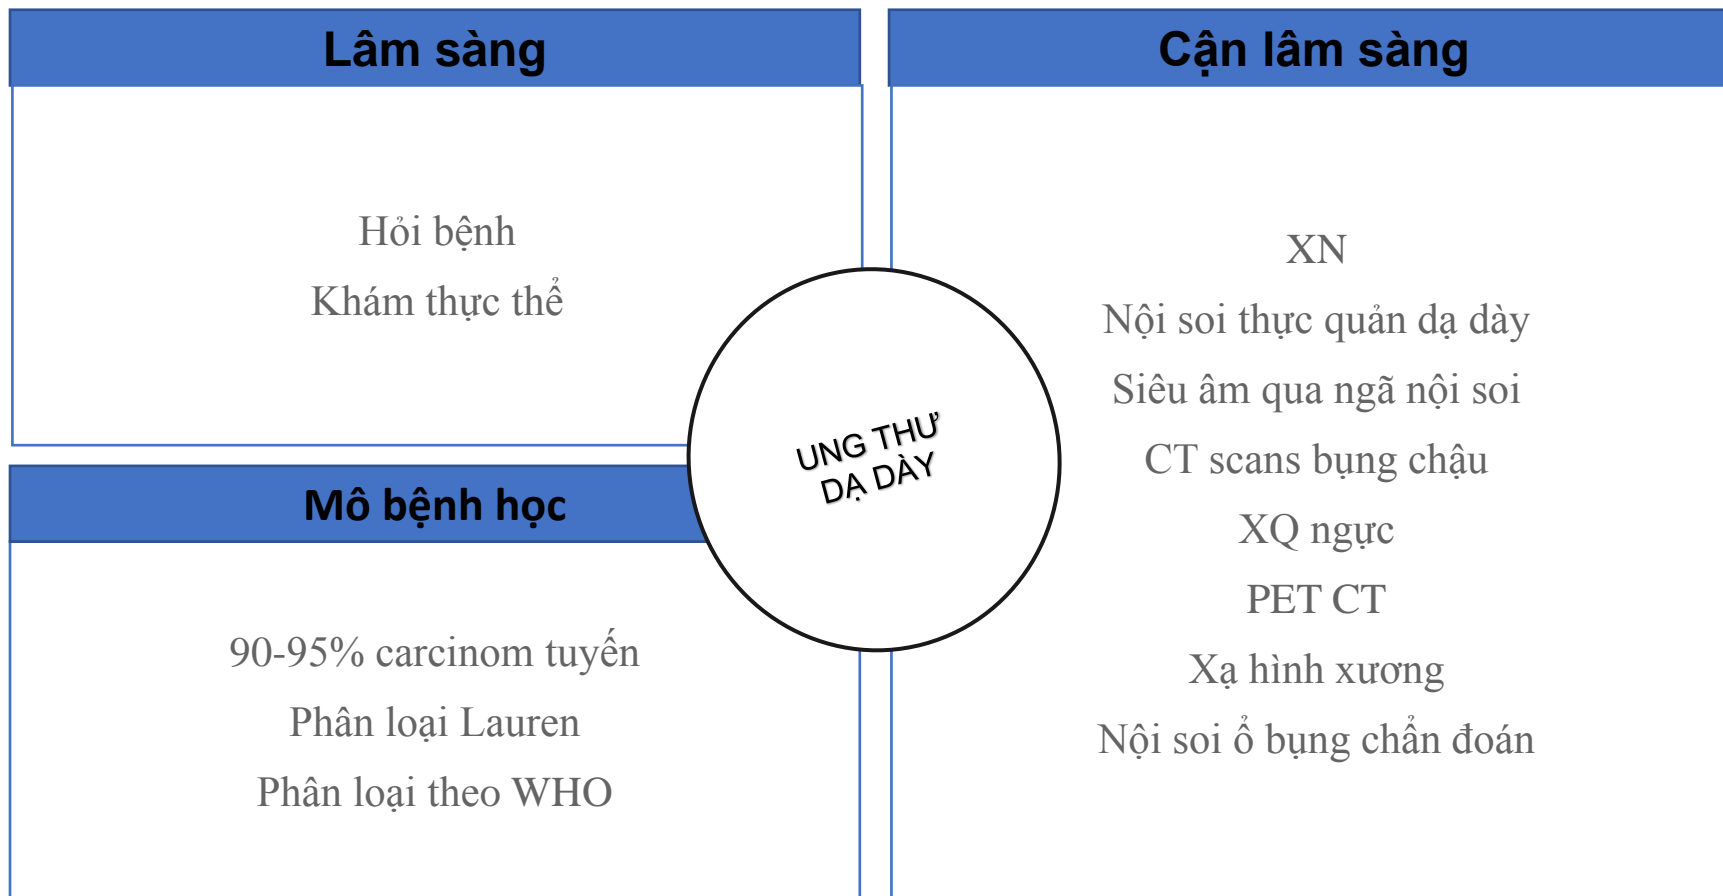 Lâm sàng
Hỏi bệnh
Khám thực thể
Mô bệnh học
90-95% carcinom tuyến
Phân loại Lauren
Phân loại theo WHO
UNG THƯ
DẠ DÀY
Cận lâm sàng
XN
Nội soi thực quản dạ dày
Siêu âm qua ngã nội soi
CT scans bụng chậu
XQ ngực
PET CT
Xạ hình xương
Nội soi ổ bụng chẩn đoán